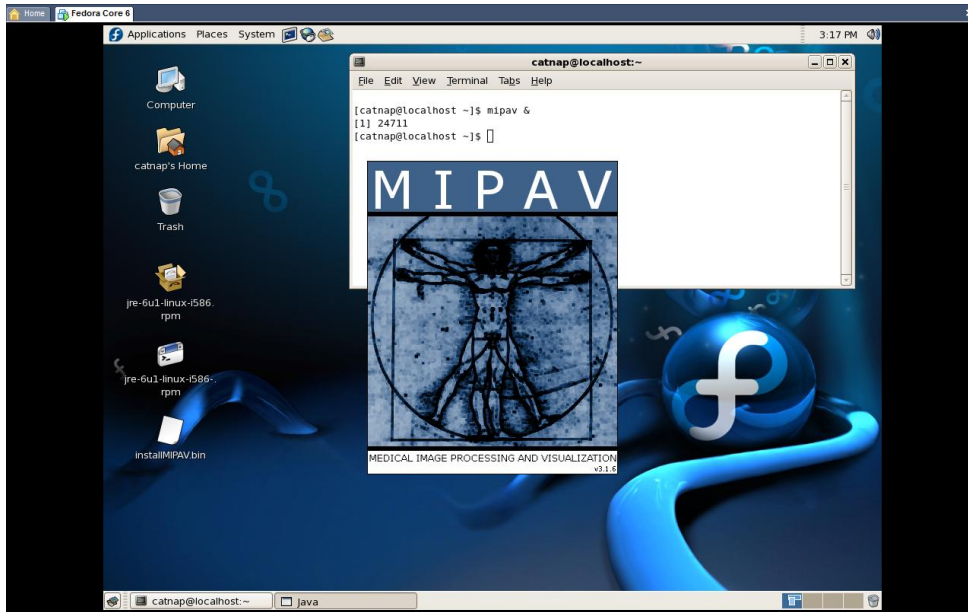 Home Fedora Core 6
Applications Places System 3:17 PM
catnap@localhost:~
File Edit View Terminal Tabs Help
[catnap@localhost ~]$ mipav &
[1] 24711
[catnap@localhost ~]$
Computer
catnap's Home
Trash
jre-6u1-linux-i586.
rpm
jre-6u1-linux-i586-.
rpm
installMIPAV.bin
MIPAV
MEDICAL IMAGE PROCESSING AND VISUALIZATION
v3.1.6
catnap@localhost:~ Java